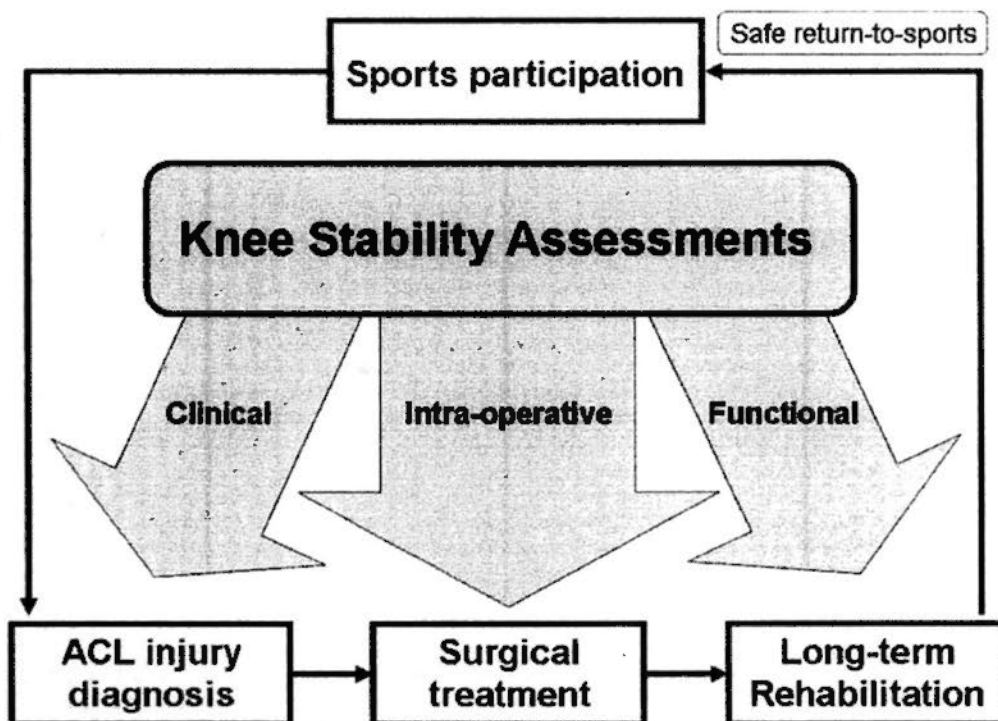 Safe return-to-sports
Sports participation
Knee Stability Assessments
Clinical
Intra-operative
Functional
ACL injury
diagnosis
Surgical
treatment
Long-term
Rehabilitation